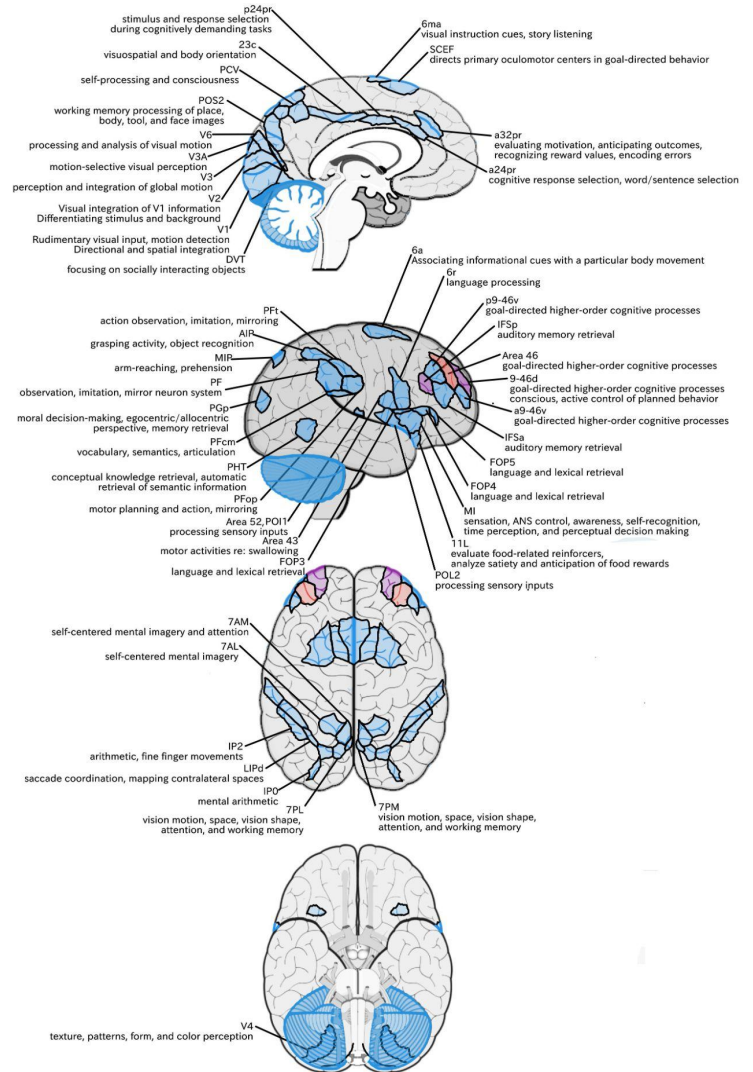 p24pr
stimulus and response selection
during cognitively demanding tasks
23c
visuospatial and body orientation
PCV
self-processing and consciousness
POS2
working memory processing of place,
body, tool, and face images
V6
processing and analysis of visual motion
V3A
motion-selective visual perception
V3
perception and integration of global motion
V2
Visual integration of V1 information
Differentiating stimulus and background
V1
Rudimentary visual input, motion detection
Directional and spatial integration
DVT
focusing on socially interacting objects
6ma
visual instruction cues, story listening
SCEF
directs primary oculomotor centers in goal-directed behavior
a32pr
evaluating motivation, anticipating outcomes,
recognizing reward values, encoding errors
a24pr
cognitive response selection, word/sentence selection
6a
Associating informational cues with a particular body movement
6r
language processing
p9-46v
goal-directed higher-order cognitive processes
IFSp
auditory memory retrieval
Area 46
goal-directed higher-order cognitive processes
9-46d
goal-directed higher-order cognitive processes
conscious, active control of planned behavior
a9-46v
goal-directed higher-order cognitive processes
IFSa
auditory memory retrieval
FOP5
language and lexical retrieval
FOP4
language and lexical retrieval
MI
sensation, ANS control, awareness, self-recognition,
time perception, and perceptual decision making
11L
evaluate food-related reinforcers,
analyze satiety and anticipation of food rewards
POL2
processing sensory inputs
PFt
action observation, imitation, mirroring
AIP
grasping activity, object recognition
MIP
arm-reaching, prehension
PF
observation, imitation, mirror neuron system
PGp
moral decision-making, egocentric/allocentric
perspective, memory retrieval
PFcm
vocabulary, semantics, articulation
PHT
conceptual knowledge retrieval, automatic
retrieval of semantic information
PFop
motor planning and action, mirroring
Area 52, POI1
processing sensory inputs
Area 43
motor activities re: swallowing
FOP3
language and lexical retrieval
7AM
self-centered mental imagery and attention
7AL
self-centered mental imagery
IP2
arithmetic, fine finger movements
LIPd
saccade coordination, mapping contralateral spaces
IP0
mental arithmetic
7PL
vision motion, space, vision shape,
attention, and working memory
7PM
vision motion, space, vision shape,
attention, and working memory
V4
texture, patterns, form, and color perception